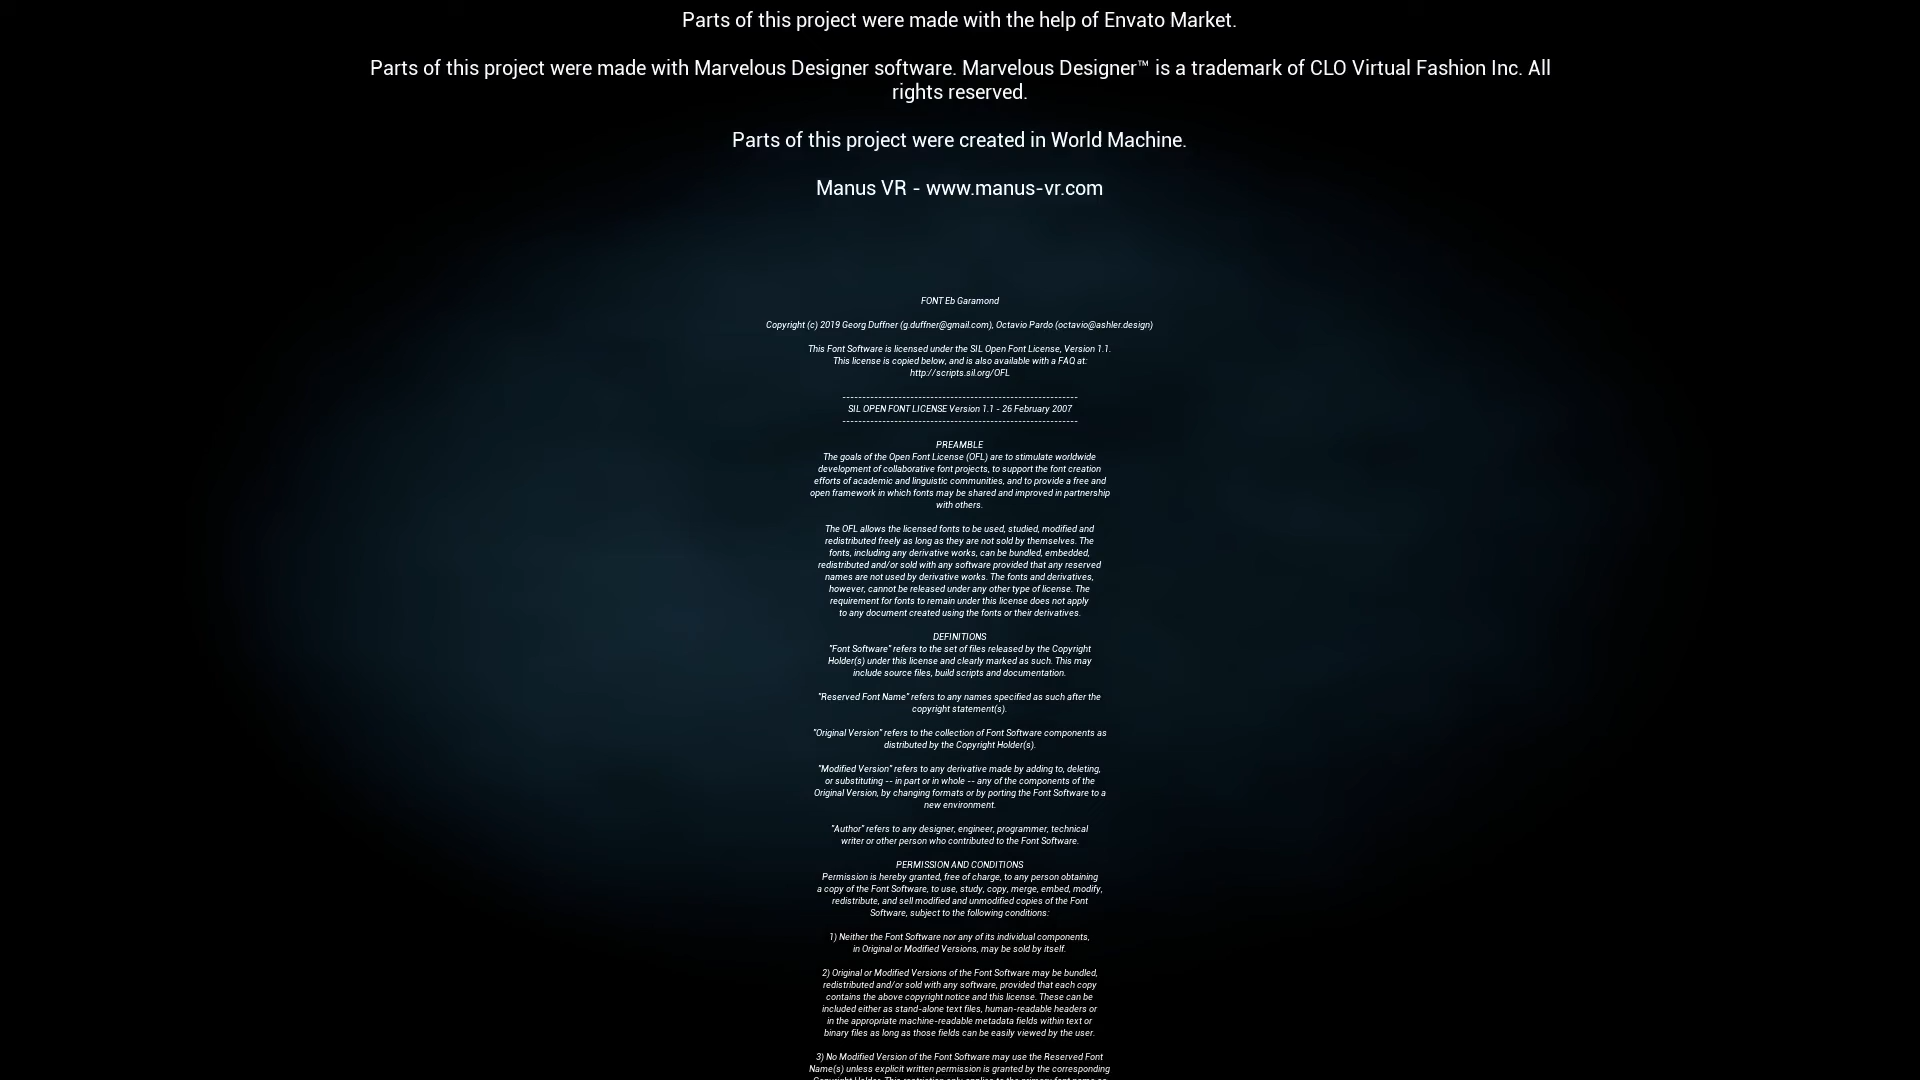 Parts of this project were made with the help of Envato Market.
Parts of this project were made with Marvelous Designer software. Marvelous Designer™ is a trademark of CLO Virtual Fashion Inc. All
rights reserved.
Parts of this project were created in World Machine.
Manus VR - www.manus-vr.com
FONT Eb Garamond
Copyright (c) 2019 Georg Duffner (g.duffner@gmail.com), Octavio Pardo (octavio@ashler.design)
This Font Software is licensed under the SIL Open Font License, Version 1.1.
This license is copied below, and is also available with a FAQ at:
http://scripts.sil.org/OFL
-----------------------------------------------------------
SIL OPEN FONT LICENSE Version 1.1 - 26 February 2007
-----------------------------------------------------------
PREAMBLE
The goals of the Open Font License (OFL) are to stimulate worldwide
development of collaborative font projects, to support the font creation
efforts of academic and linguistic communities, and to provide a free and
open framework in which fonts may be shared and improved in partnership
with others.
The OFL allows the licensed fonts to be used, studied, modified and
redistributed freely as long as they are not sold by themselves. The
fonts, including any derivative works, can be bundled, embedded,
redistributed and/or sold with any software provided that any reserved
names are not used by derivative works. The fonts and derivatives,
however, cannot be released under any other type of license. The
requirement for fonts to remain under this license does not apply
to any document created using the fonts or their derivatives.
DEFINITIONS
"Font Software" refers to the set of files released by the Copyright
Holder(s) under this license and clearly marked as such. This may
include source files, build scripts and documentation.
"Reserved Font Name" refers to any names specified as such after the
copyright statement(s).
"Original Version" refers to the collection of Font Software components as
distributed by the Copyright Holder(s).
"Modified Version" refers to any derivative made by adding to, deleting,
or substituting -- in part or in whole -- any of the components of the
Original Version, by changing formats or by porting the Font Software to a
new environment.
"Author" refers to any designer, engineer, programmer, technical
writer or other person who contributed to the Font Software.
PERMISSION AND CONDITIONS
Permission is hereby granted, free of charge, to any person obtaining
a copy of the Font Software, to use, study, copy, merge, embed, modify,
redistribute, and sell modified and unmodified copies of the Font
Software, subject to the following conditions:
1) Neither the Font Software nor any of its individual components,
in Original or Modified Versions, may be sold by itself.
2) Original or Modified Versions of the Font Software may be bundled,
redistributed and/or sold with any software, provided that each copy
contains the above copyright notice and this license. These can be
included either as stand-alone text files, human-readable headers or
in the appropriate machine-readable metadata fields within text or
binary files as long as those fields can be easily viewed by the user.
3) No Modified Version of the Font Software may use the Reserved Font
Name(s) unless explicit written permission is granted by the corresponding